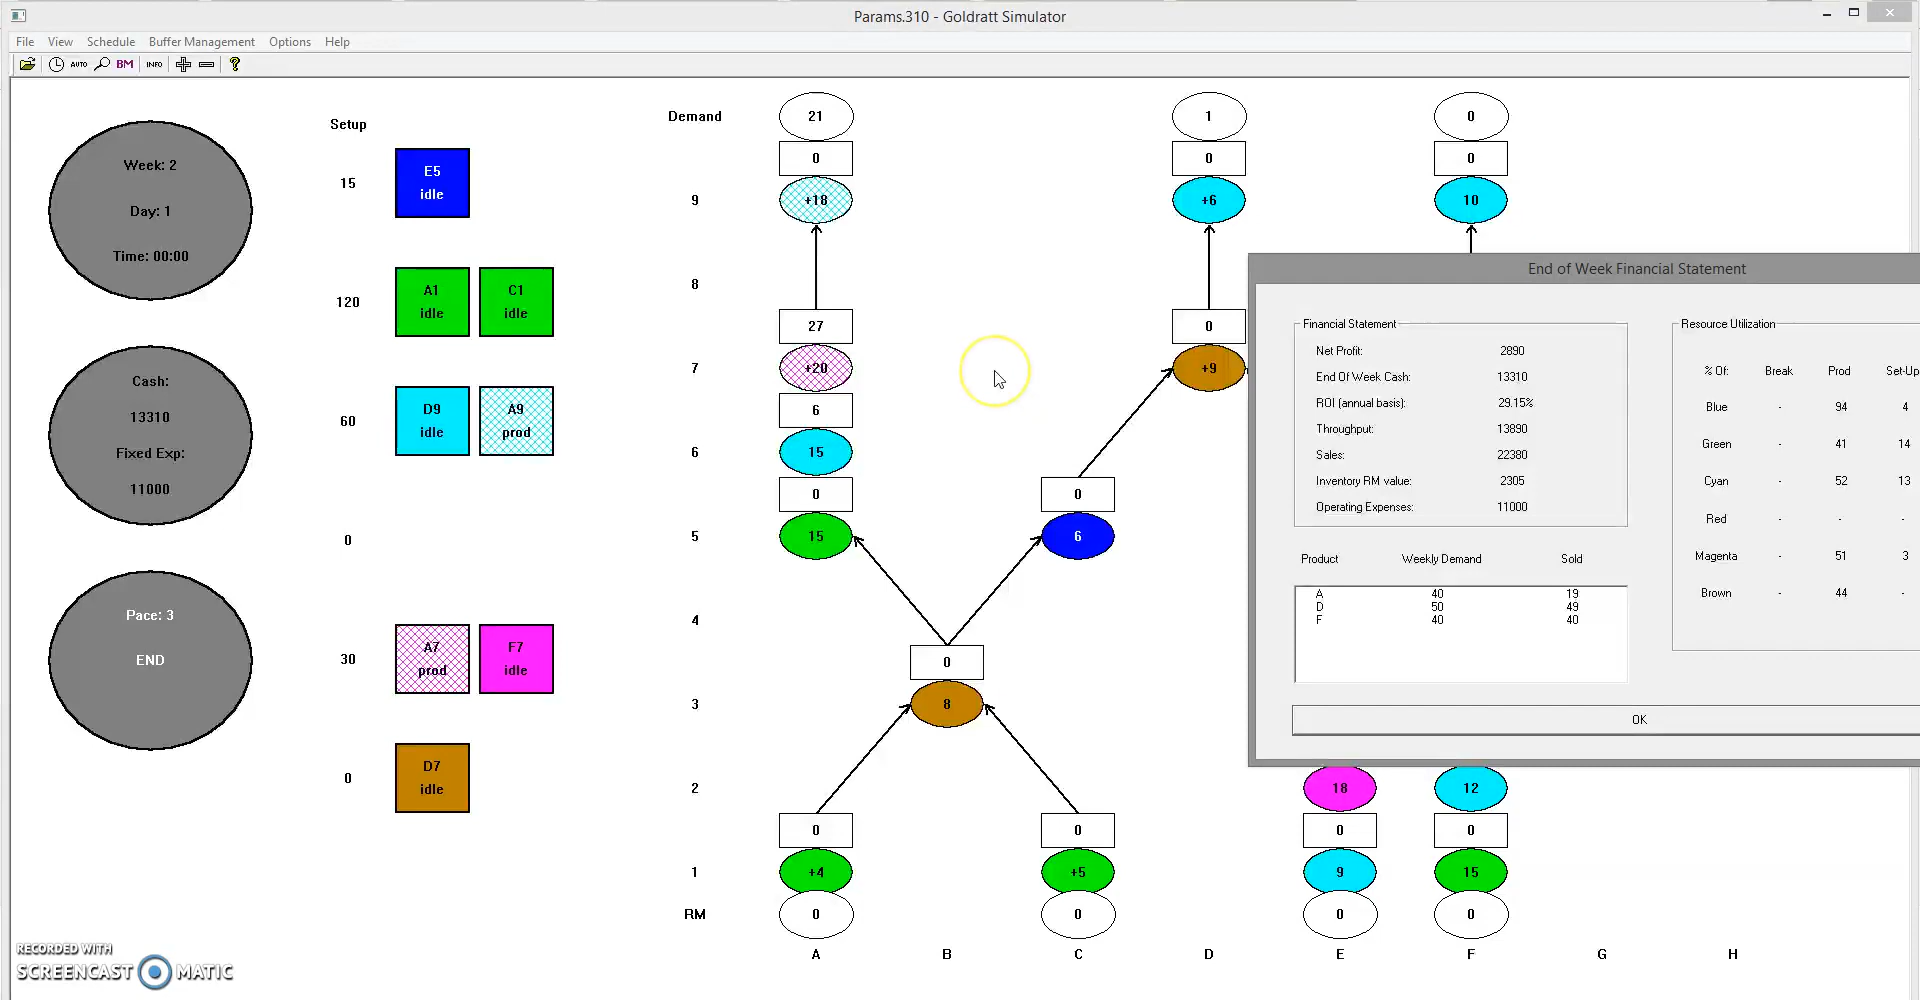 Params.310 - Goldratt Simulator
File View Schedule Buffer Management Options Help
AUTO BM INFO ?
Week: 2
Day: 1
Time: 00:00
Cash:
13310
Fixed Exp:
11000
Pace: 3
END
Setup
15
E5
idle
120
A1
idle
C1
idle
60
D9
idle
A9
prod
0
30
A7
prod
F7
idle
0
D7
idle
Demand 21 1 0
0 0 0
9 +18 +6 10
8
27 0
7 +20 +9
6
6 15
0 0
5 15 6
4
0
3 8
2 18 12
0 0 0 0
1 +4 +5 9 15
RM 0 0 0 0
A B C D E F G H
End of Week Financial Statement
Financial Statement
Net Profit: 2890
End Of Week Cash: 13310
ROI (annual basis): 29.15%
Throughput: 13890
Sales: 22380
Inventory RM value: 2305
Operating Expenses: 11000
Product Weekly Demand Sold
A 40 19
D 50 49
F 40 40
Resource Utilization
% Of: Break Prod Set-Up
Blue - 94 4
Green - 41 14
Cyan - 52 13
Red - - -
Magenta - 51 3
Brown - 44 -
OK
RECORDED WITH
SCREENCAST MATIC